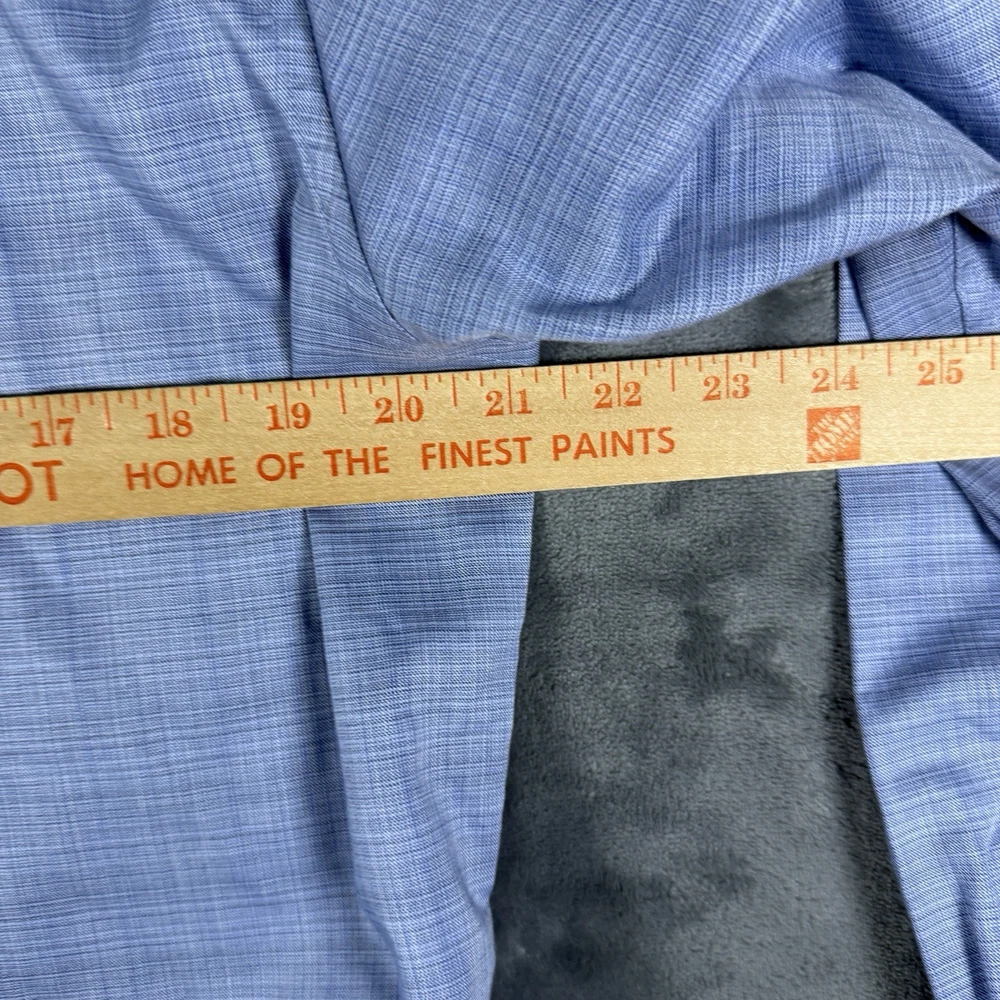 17 18 19 20 21 22 23 24 25
OT HOME OF THE FINEST PAINTS